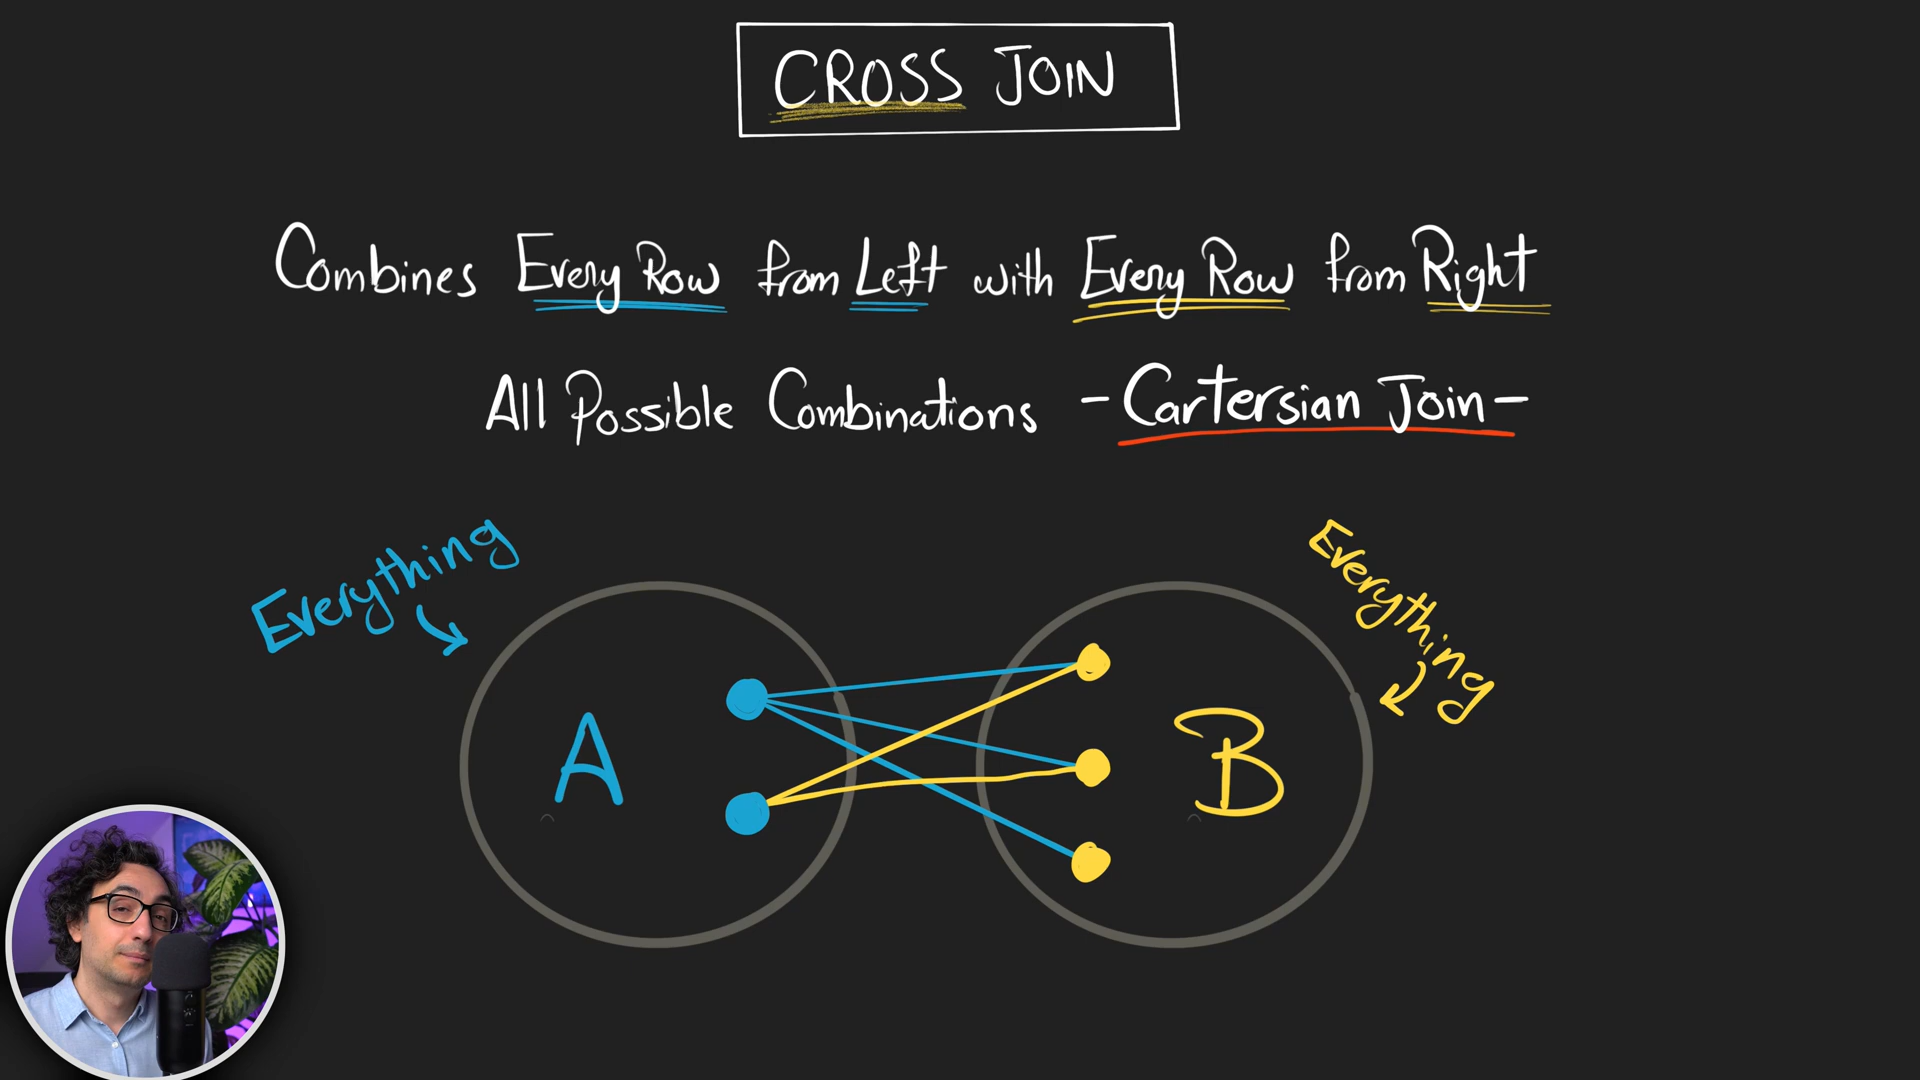 CROSS JOIN
Combines Every Row from Left with Every Row from Right
All Possible Combinations - Cartersian Join -
Everything
Everything
A
B